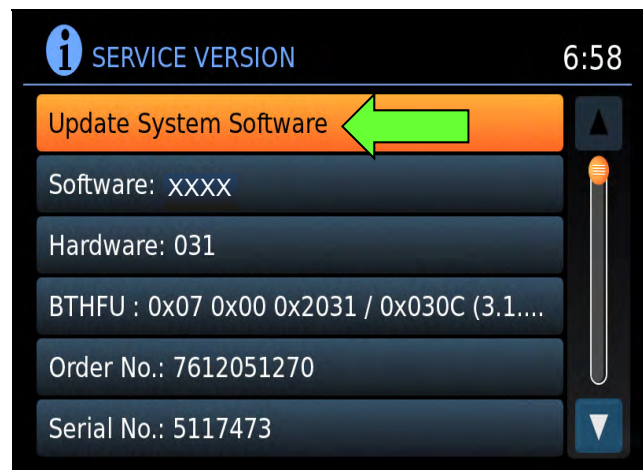 i SERVICE VERSION 6:58
Update System Software
Software: XXXX
Hardware: 031
BTHFU : 0x07 0x00 0x2031 / 0x030C (3.1....
Order No.: 7612051270
Serial No.: 5117473